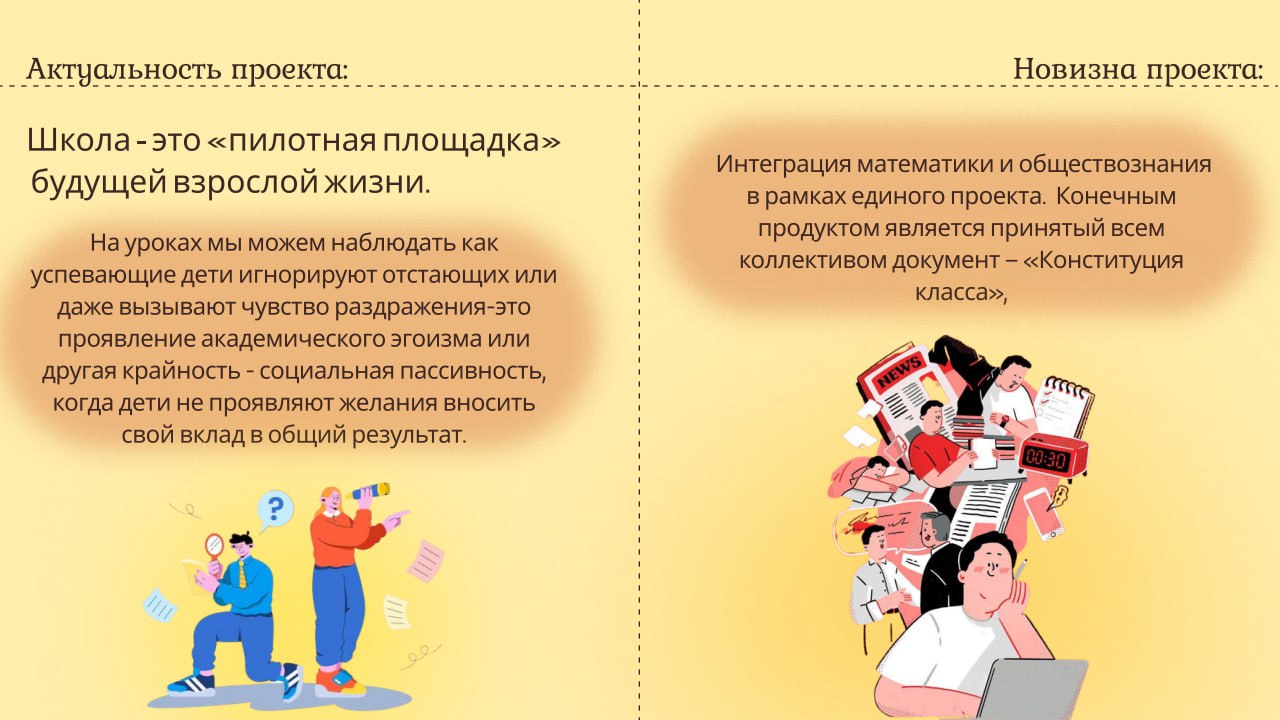 Актуальность проекта:
Школа - это «пилотная площадка»
будущей взрослой жизни.
На уроках мы можем наблюдать как
успевающие дети игнорируют отстающих или
даже вызывают чувство раздражения-это
проявление академического эгоизма или
другая крайность - социальная пассивность,
когда дети не проявляют желания вносить
свой вклад в общий результат.
?
Новизна проекта:
Интеграция математики и обществознания
в рамках единого проекта. Конечным
продуктом является принятый всем
коллективом документ – «Конституция
класса»,
NEWS
00:30